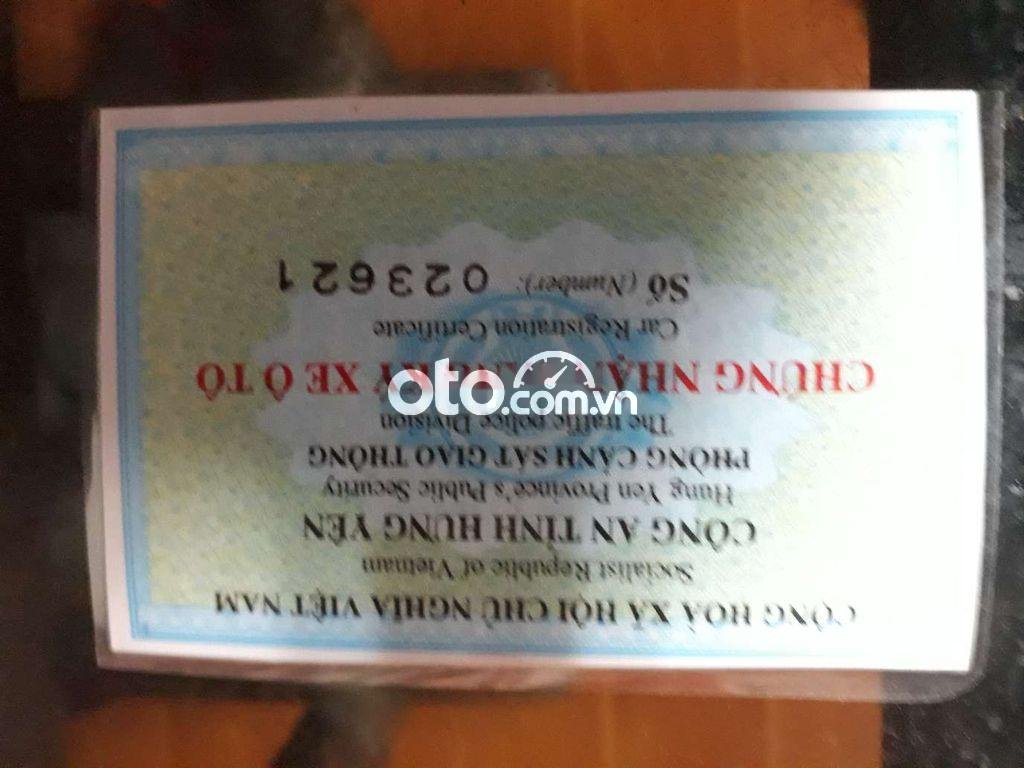 CỘNG HOÀ XÃ HỘI CHỦ NGHĨA VIỆT NAM
Socialist Republic of Vietnam
CÔNG AN TỈNH HƯNG YÊN
Hung Yen Province's Public Security
PHÒNG CẢNH SÁT GIAO THÔNG
The traffic police Division
CHỨNG NHẬN KÝ XE Ô TÔ
Car Registration Certificate
Số (Number): 023621
oto.com.vn